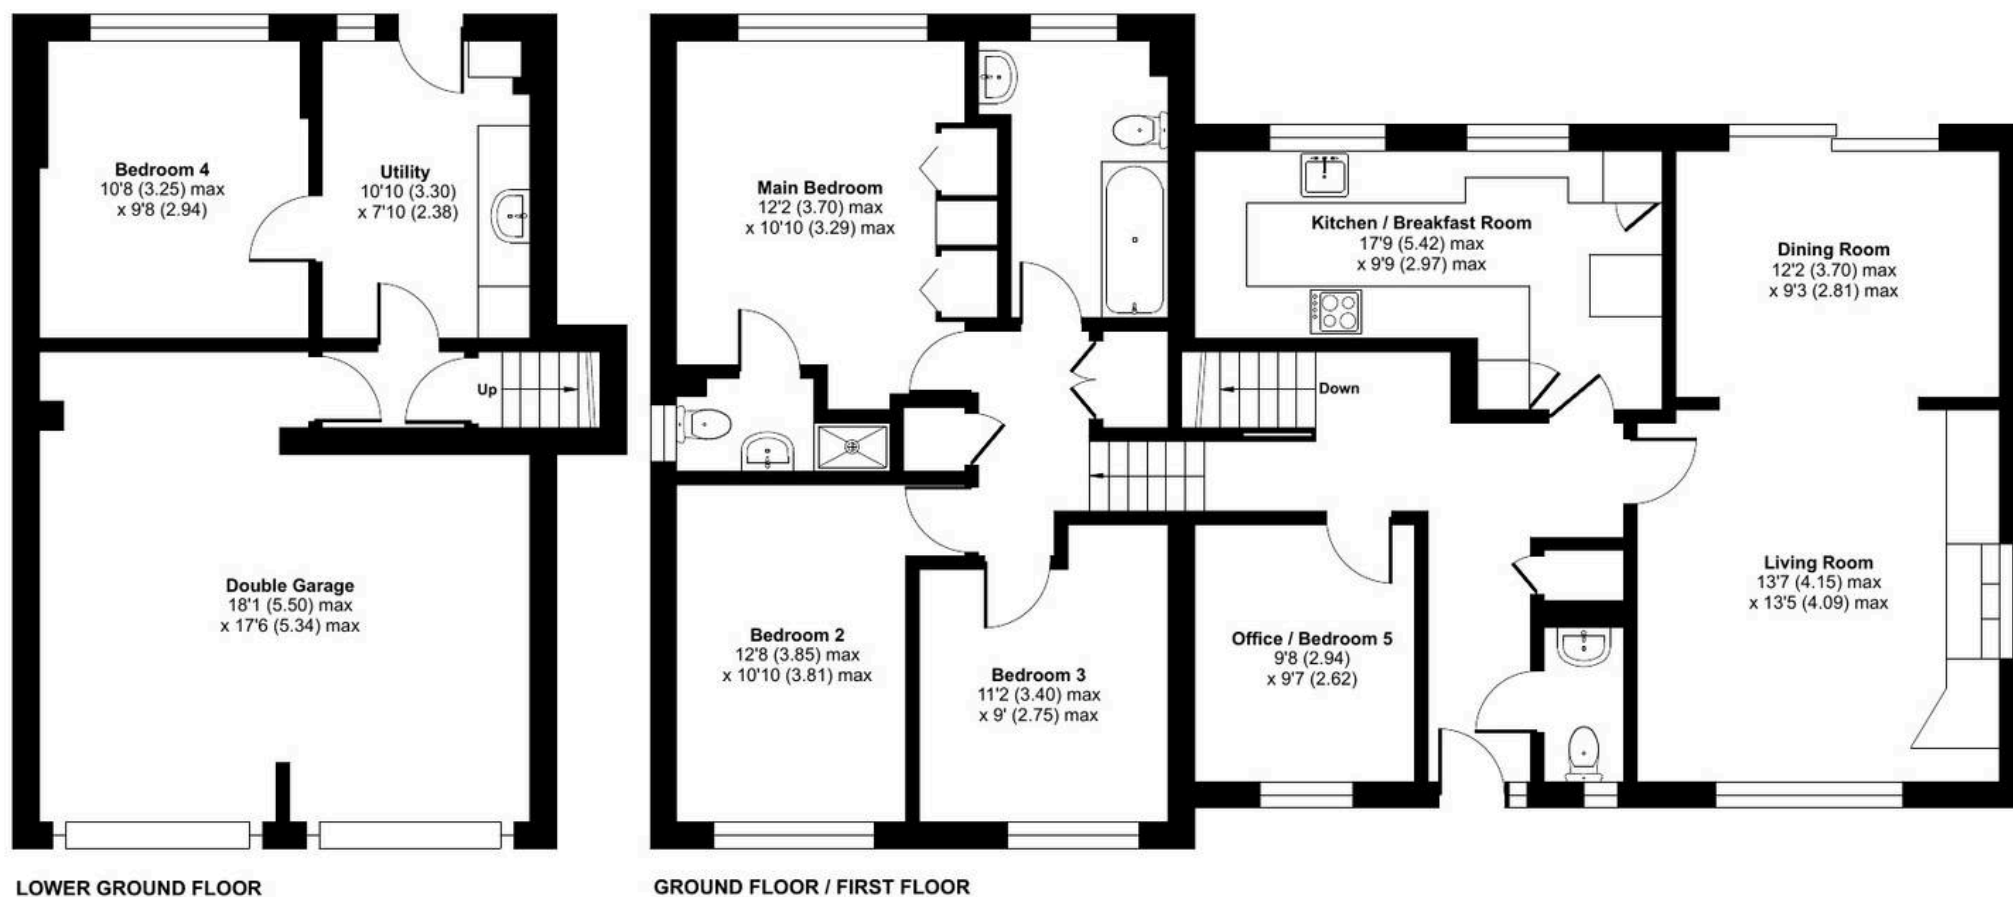 Bedroom 4
10'8 (3.25) max
x 9'8 (2.94)
Utility
10'10 (3.30)
x 7'10 (2.38)
Up
Double Garage
18'1 (5.50) max
x 17'6 (5.34) max
LOWER GROUND FLOOR
Main Bedroom
12'2 (3.70) max
x 10'10 (3.29) max
Kitchen / Breakfast Room
17'9 (5.42) max
x 9'9 (2.97) max
Dining Room
12'2 (3.70) max
x 9'3 (2.81) max
Down
Bedroom 2
12'8 (3.85) max
x 10'10 (3.81) max
Bedroom 3
11'2 (3.40) max
x 9' (2.75) max
Office / Bedroom 5
9'8 (2.94)
x 9'7 (2.62)
Living Room
13'7 (4.15) max
x 13'5 (4.09) max
GROUND FLOOR / FIRST FLOOR